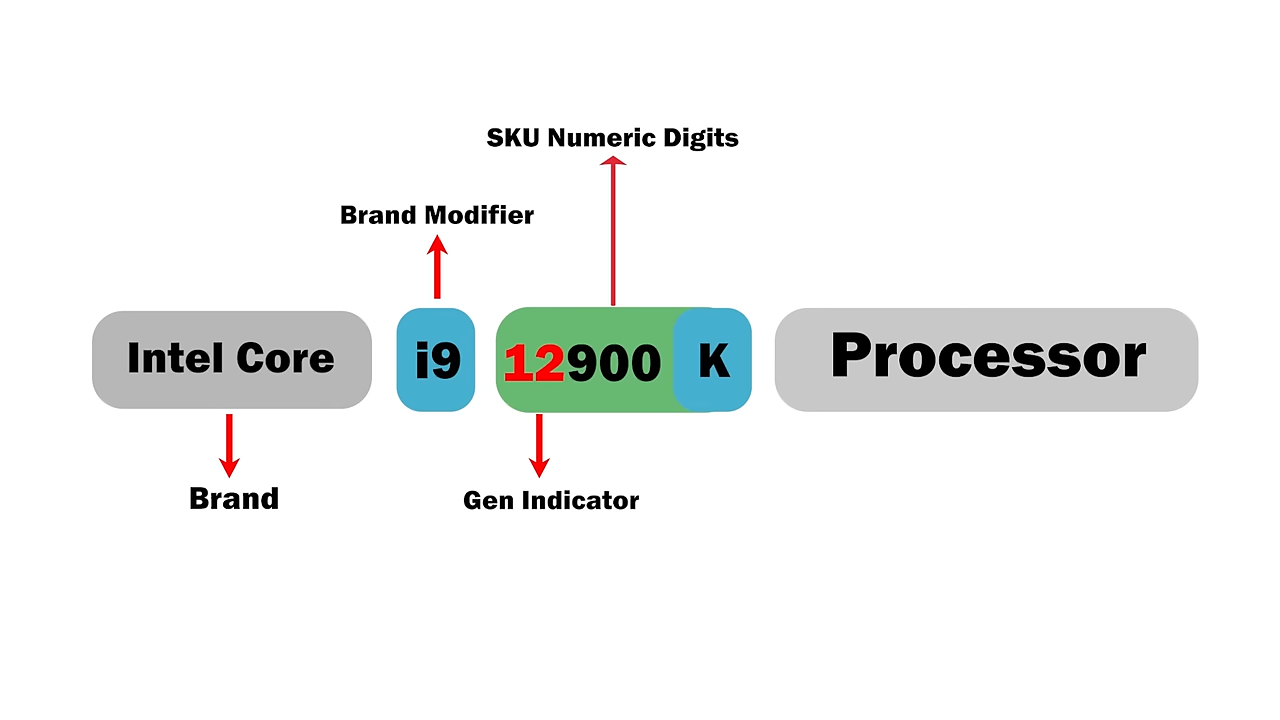 SKU Numeric Digits
Brand Modifier
Intel Core i9 12900 K Processor
Brand
Gen Indicator